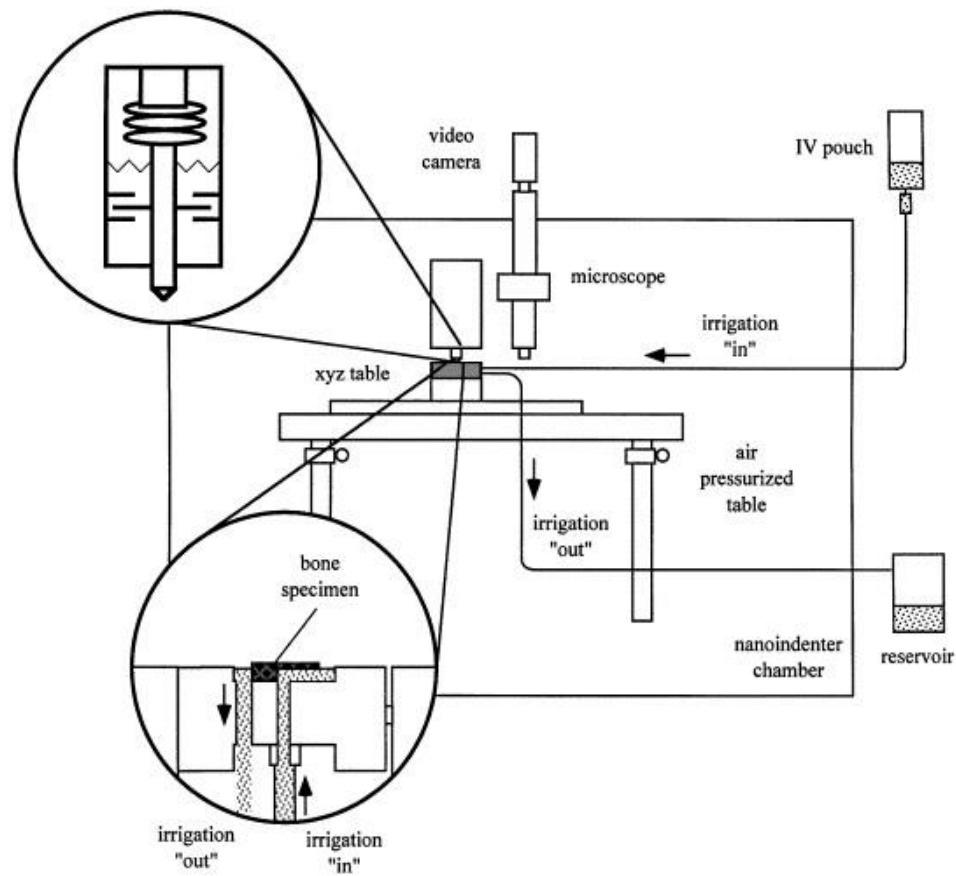 video
camera
IV pouch
microscope
irrigation
"in"
xyz table
air
pressurized
table
irrigation
"out"
bone
specimen
nanoindenter
chamber
reservoir
irrigation
"out"
irrigation
"in"